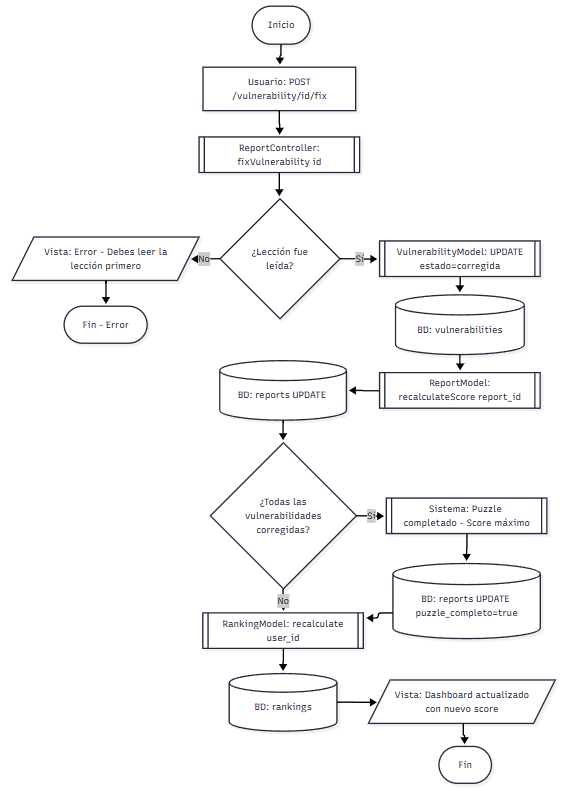 Inicio
Usuario: POST
/vulnerability/id/fix
ReportController:
fixVulnerability id
¿Lección fue
leída?
No
Sí
Vista: Error - Debes leer la
lección primero
Fin - Error
VulnerabilityModel: UPDATE
estado=corregida
BD: vulnerabilities
ReportModel:
recalculateScore report_id
BD: reports UPDATE
¿Todas las
vulnerabilidades
corregidas?
Sí
No
Sistema: Puzzle
completado - Score máximo
BD: reports UPDATE
puzzle_completo=true
RankingModel: recalculate
user_id
BD: rankings
Vista: Dashboard actualizado
con nuevo score
Fin